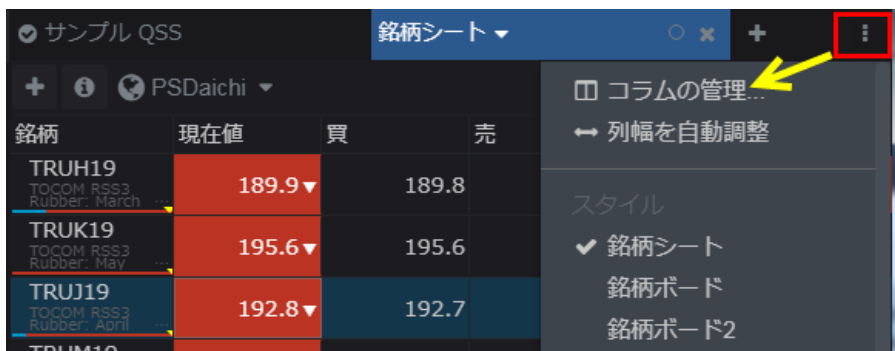 サンプル QSS
銘柄シート
PSDaichi
コラムの管理...
列幅を自動調整
銘柄 現在値 買 売
TRUH19 189.9 189.8
TOCOM RSS3
Rubber: March ...
スタイル
TRUK19 195.6 195.6
TOCOM RSS3
Rubber: May ...
銘柄シート
TRUJ19 192.8 192.7
TOCOM RSS3
Rubber: April ...
銘柄ボード
銘柄ボード2